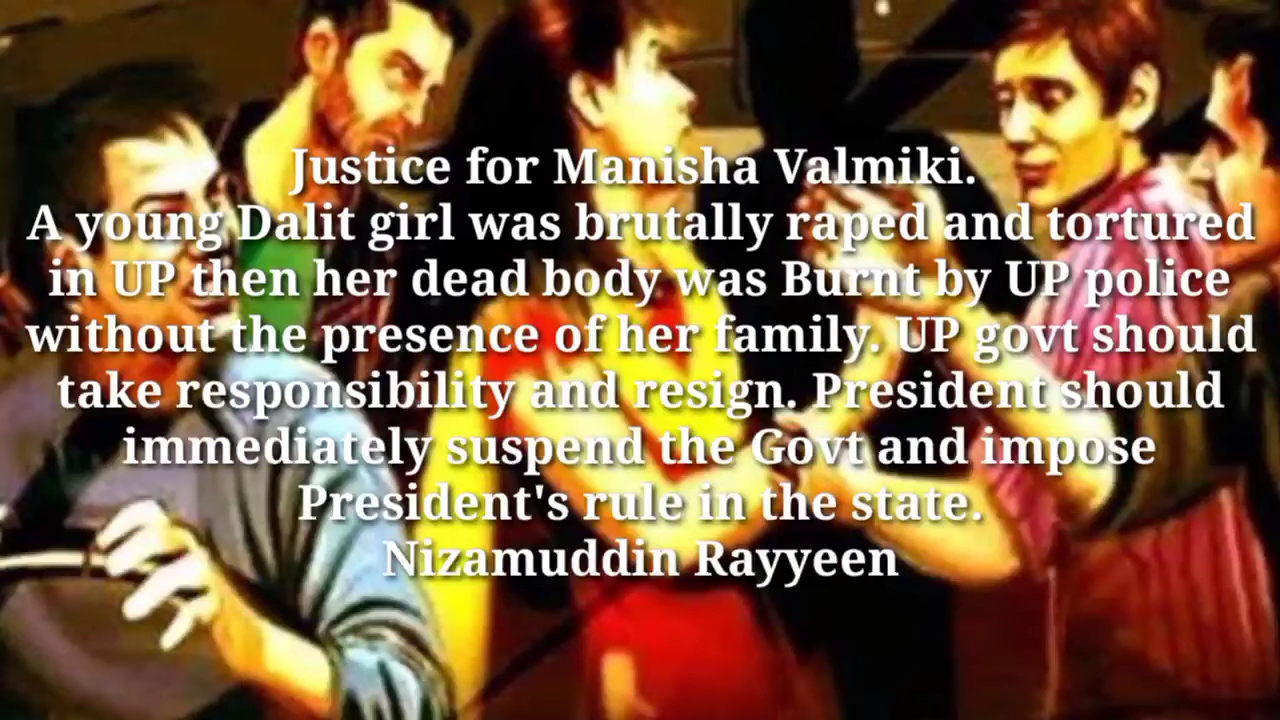 Justice for Manisha Valmiki.
A young Dalit girl was brutally raped and tortured
in UP then her dead body was Burnt by UP police
without the presence of her family. UP govt should
take responsibility and resign. President should
immediately suspend the Govt and impose
President's rule in the state.
Nizamuddin Rayyeen